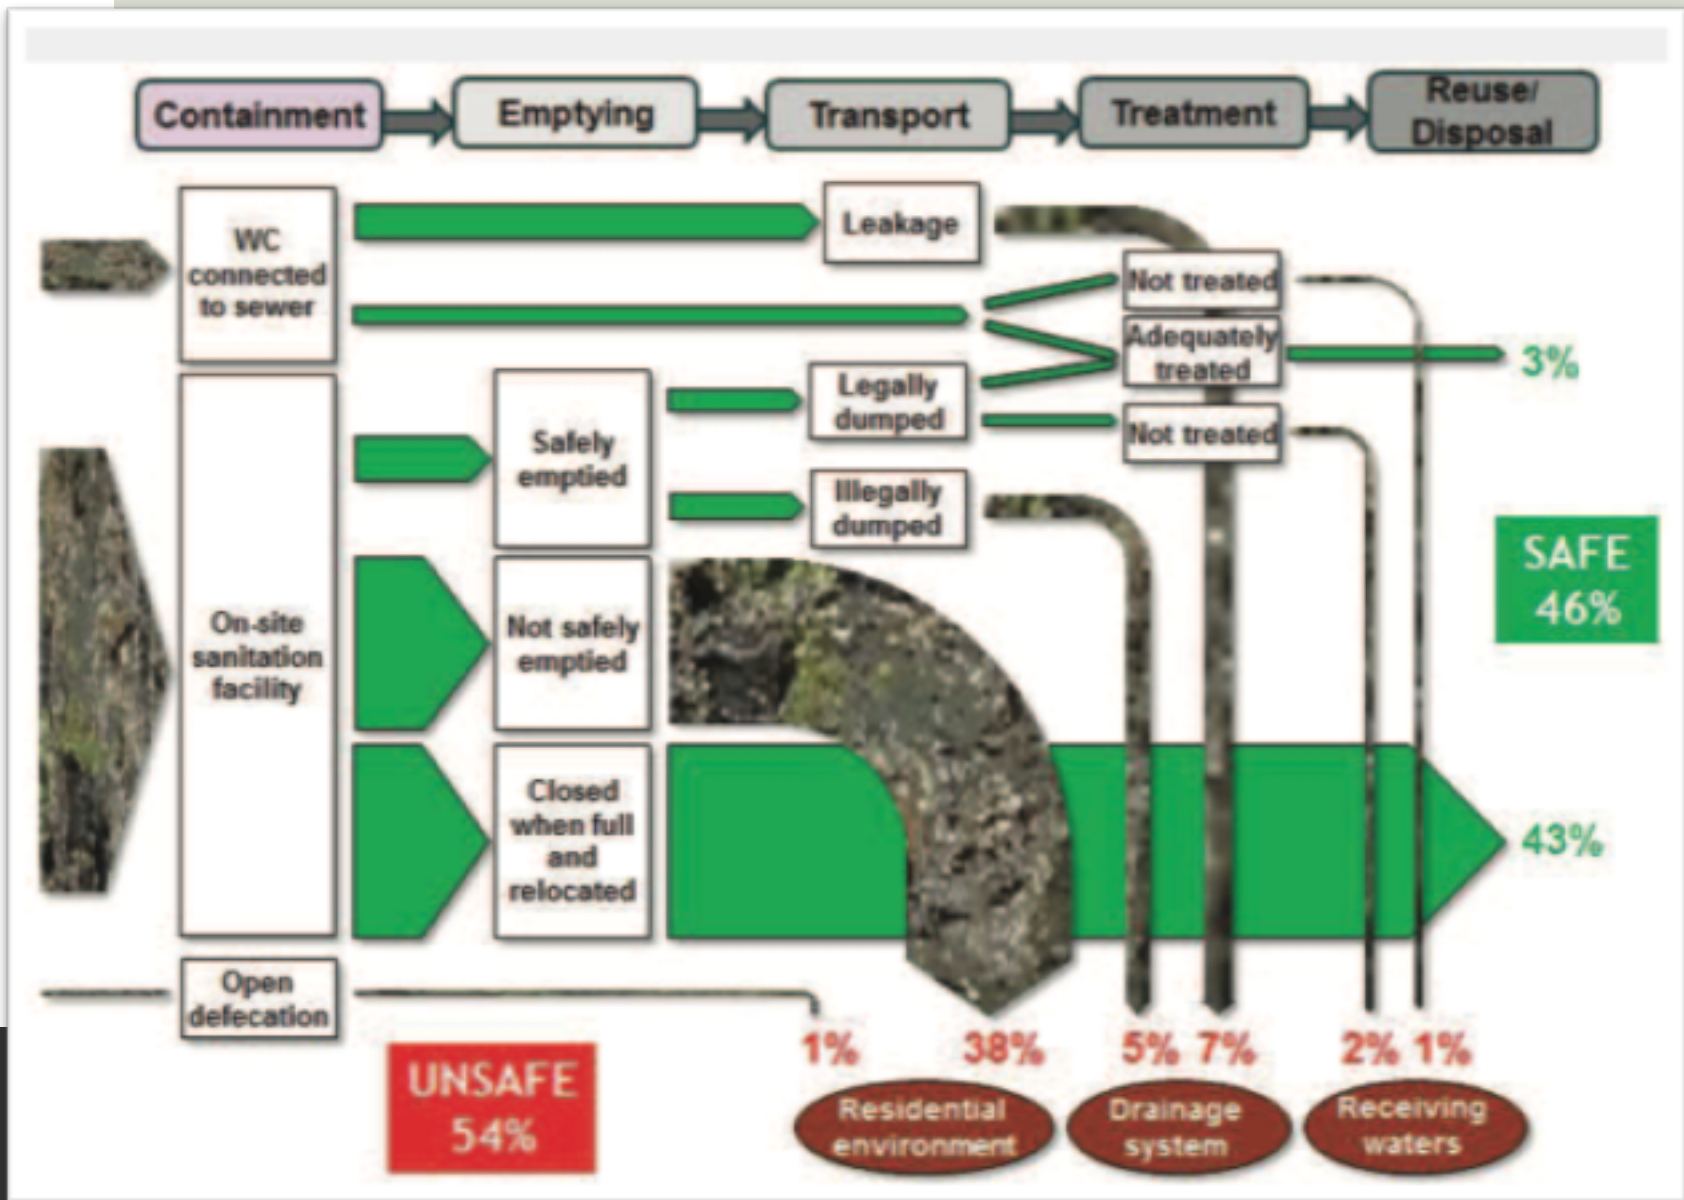 Containment
Emptying
Transport
Treatment
Reuse/
Disposal
WC
connected
to sewer
Leakage
Not treated
Adequately
treated
3%
Legally
dumped
Not treated
Safely
emptied
Illegally
dumped
SAFE
46%
On-site
sanitation
facility
Not safely
emptied
Closed
when full
and
relocated
43%
Open
defecation
1%
38%
5%
7%
2%
1%
UNSAFE
54%
Residential
environment
Drainage
system
Receiving
waters